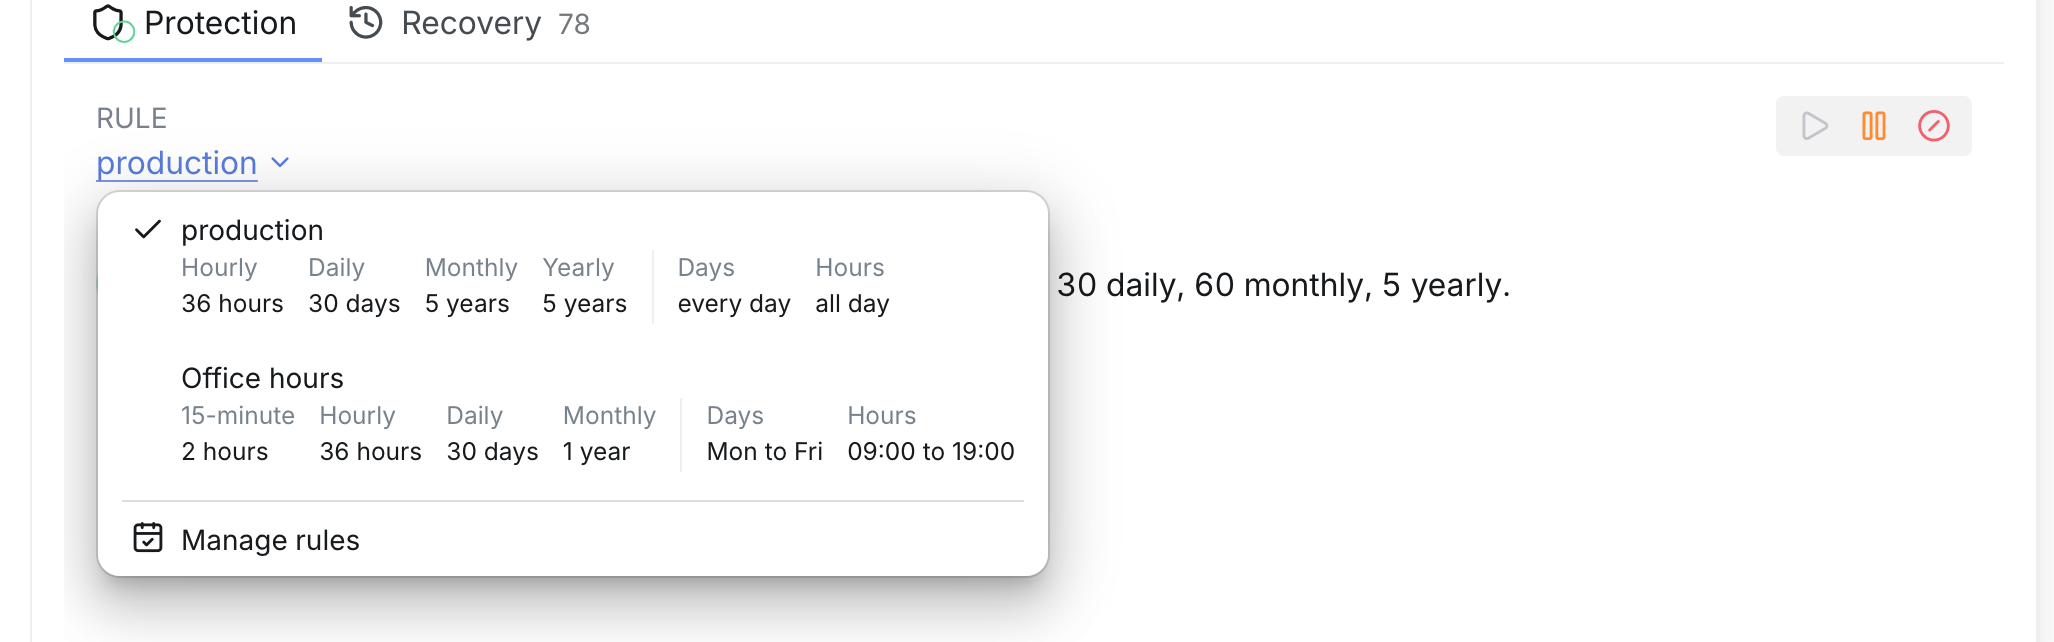 Protection Recovery 78
RULE
production
production
Hourly Daily Monthly Yearly Days Hours
36 hours 30 days 5 years 5 years every day all day
30 daily, 60 monthly, 5 yearly.
Office hours
15-minute Hourly Daily Monthly Days Hours
2 hours 36 hours 30 days 1 year Mon to Fri 09:00 to 19:00
Manage rules